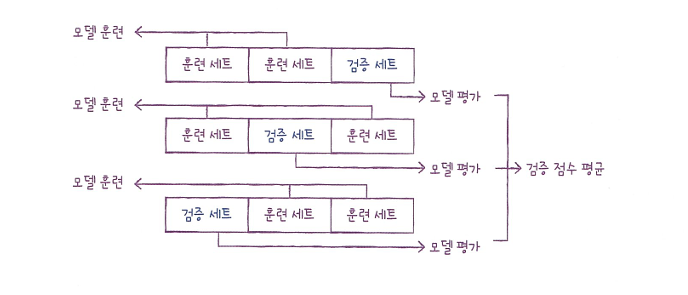 모델 훈련
훈련 세트 훈련 세트 검증 세트
모델 평가
모델 훈련
훈련 세트 검증 세트 훈련 세트
모델 평가
검증 점수 평균
모델 훈련
검증 세트 훈련 세트 훈련 세트
모델 평가